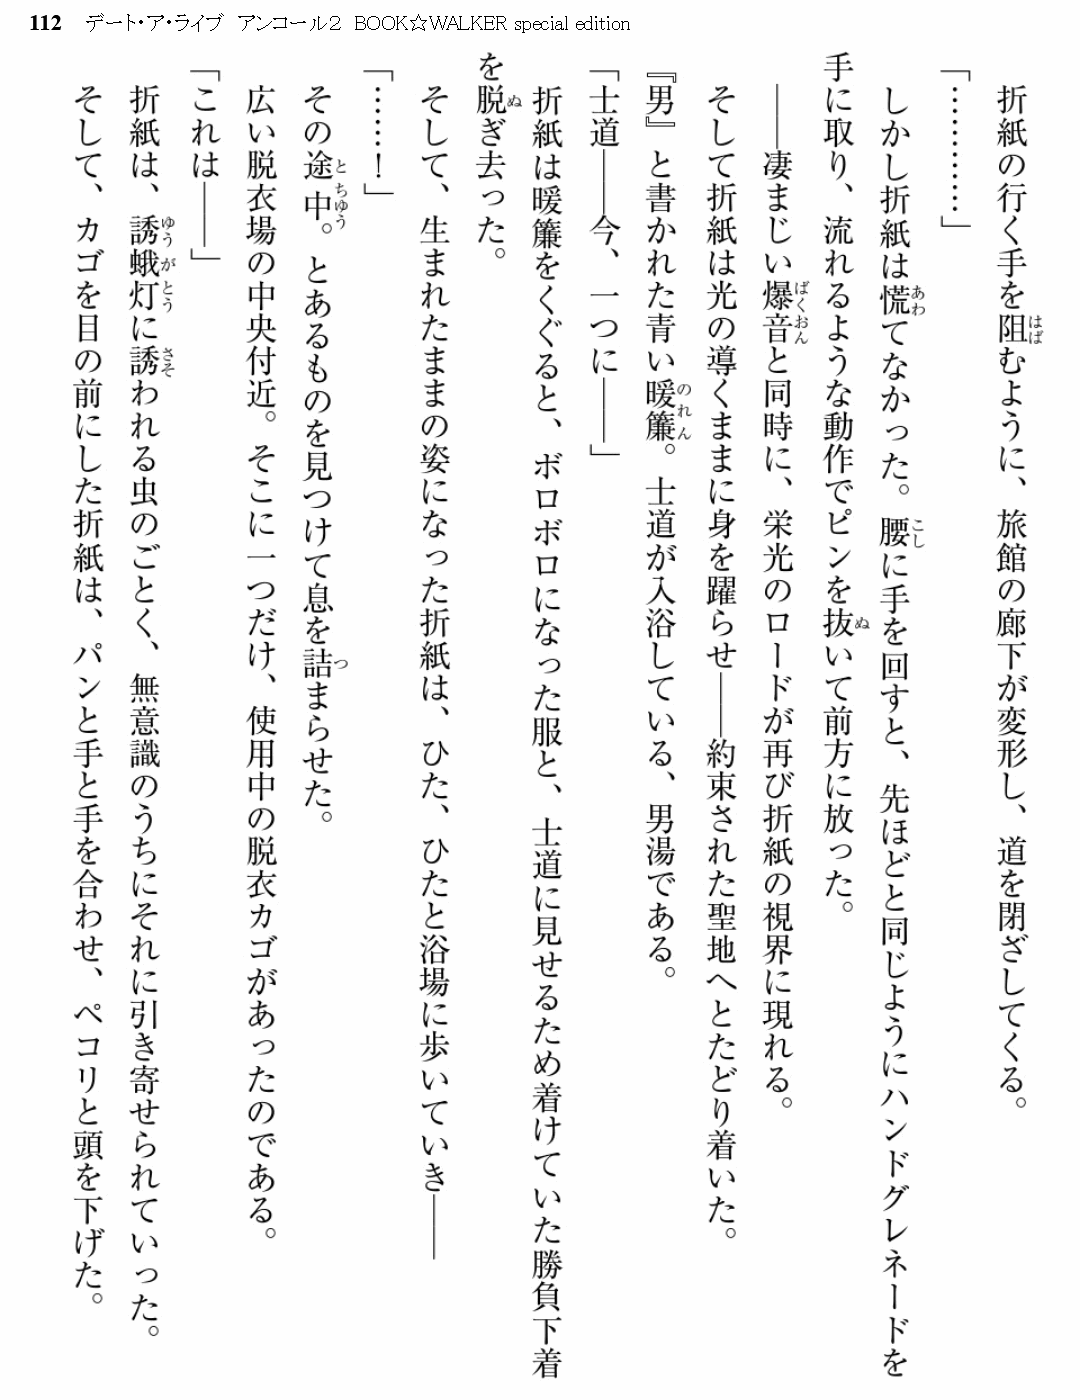 112 デート・ア・ライブ アンコール2 BOOK☆WALKER special edition
折紙の行く手を阻むように、旅館の廊下が変形し、道を閉ざしてくる。
「…………」
しかし折紙は慌てなかった。腰に手を回すと、先ほどと同じようにハンドグレネードを
手に取り、流れるような動作でピンを抜いて前方に放った。
――凄まじい爆音と同時に、栄光のロードが再び折紙の視界に現れる。
そして折紙は光の導くままに身を躍らせ――約束された聖地へとたどり着いた。
『男』と書かれた青い暖簾。士道が入浴している、男湯である。
「士道――今、一つに――」
折紙は暖簾をくぐると、ボロボロになった服と、士道に見せるため着けていた勝負下着
を脱ぎ去った。
そして、生まれたままの姿になった折紙は、ひた、ひたと浴場に歩いていき――
「……！」
その途中。とあるものを見つけて息を詰まらせた。
広い脱衣場の中央付近。そこに一つだけ、使用中の脱衣カゴがあったのである。
「これは――」
折紙は、誘蛾灯に誘われる虫のごとく、無意識のうちにそれに引き寄せられていった。
そして、カゴを目の前にした折紙は、パンと手と手を合わせ、ペコリと頭を下げた。